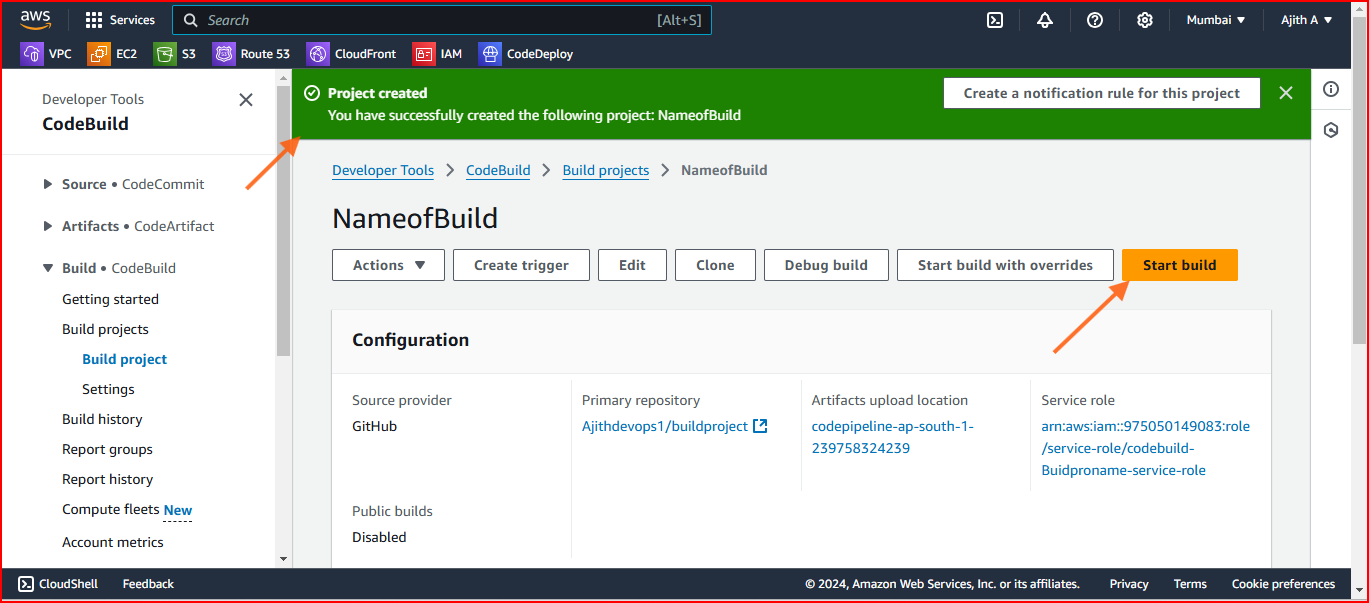 aws
Services
Search
[Alt+S]
Mumbai
Ajith A
VPC
EC2
S3
Route 53
CloudFront
IAM
CodeDeploy
Developer Tools
CodeBuild
Source • CodeCommit
Artifacts • CodeArtifact
Build • CodeBuild
Getting started
Build projects
Build project
Settings
Build history
Report groups
Report history
Compute fleets New
Account metrics
Project created
You have successfully created the following project: NameofBuild
Create a notification rule for this project
Developer Tools > CodeBuild > Build projects > NameofBuild
NameofBuild
Actions
Create trigger
Edit
Clone
Debug build
Start build with overrides
Start build
Configuration
Source provider
GitHub
Primary repository
Ajithdevops1/buildproject
Artifacts upload location
codepipeline-ap-south-1-
239758324239
Service role
arn:aws:iam::975050149083:role
/service-role/codebuild-
Buidproname-service-role
Public builds
Disabled
CloudShell
Feedback
© 2024, Amazon Web Services, Inc. or its affiliates.
Privacy
Terms
Cookie preferences